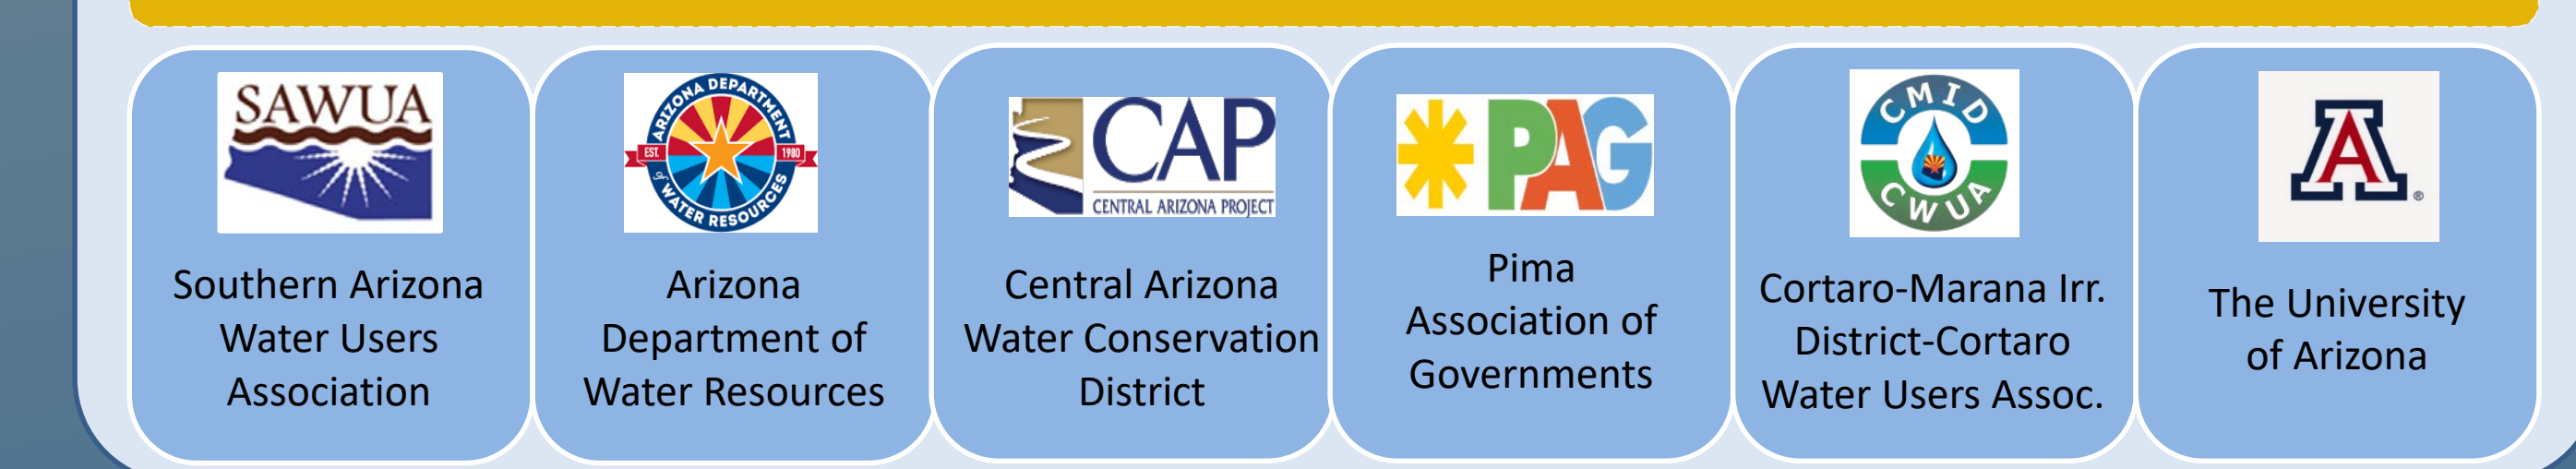 SAWUA
Southern Arizona
Water Users
Association
ARIZONA DEPARTMENT
of WATER RESOURCES
EST. 1980
Arizona
Department of
Water Resources
CAP
CENTRAL ARIZONA PROJECT
Central Arizona
Water Conservation
District
PAG
Pima
Association of
Governments
CMID
CWUA
Cortaro-Marana Irr.
District-Cortaro
Water Users Assoc.
A ®
The University
of Arizona